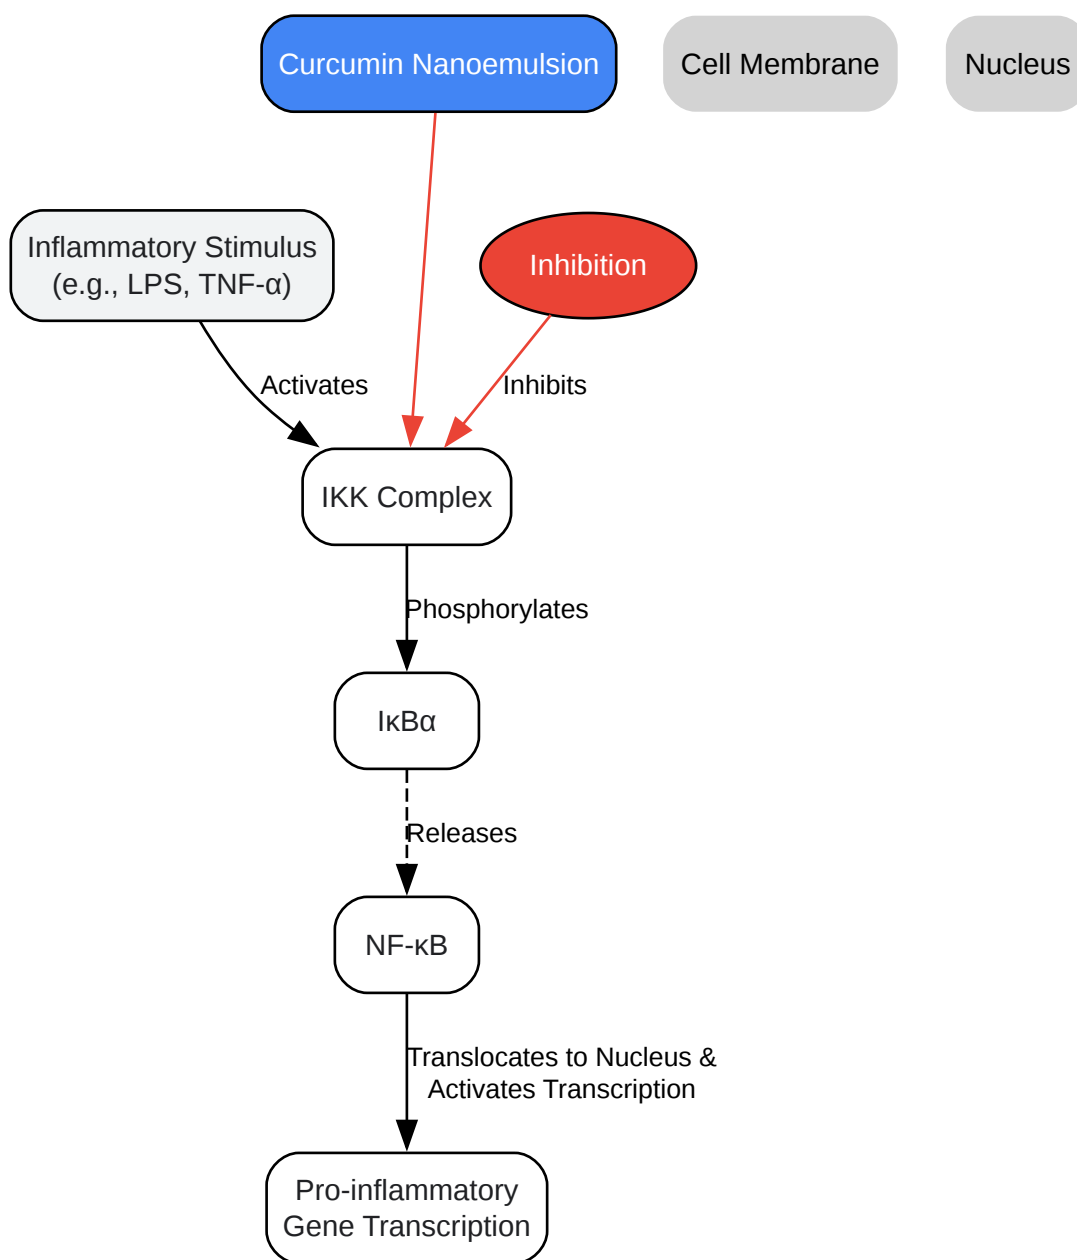 Curcumin Nanoemulsion
Cell Membrane
Nucleus
Inflammatory Stimulus
(e.g., LPS, TNF-α)
Inhibition
Activates
Inhibits
IKK Complex
Phosphorylates
IκBα
Releases
NF-κB
Translocates to Nucleus &
Activates Transcription
Pro-inflammatory
Gene Transcription